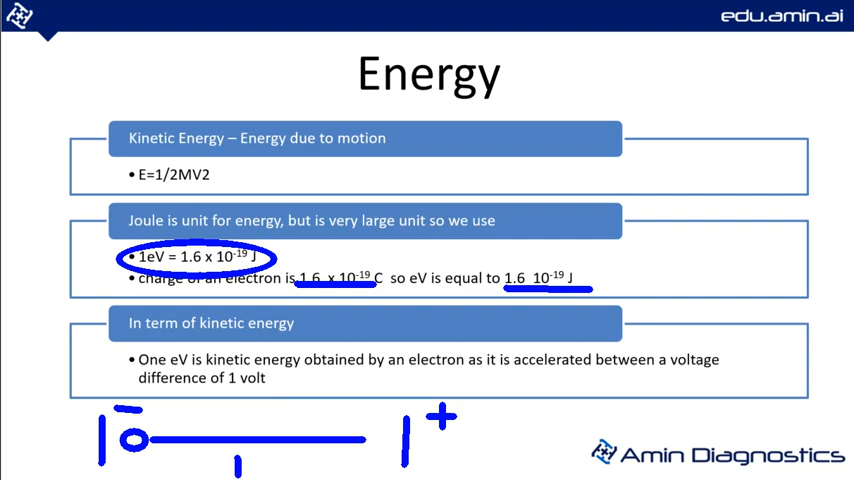 edu.amin.ai
Energy
Kinetic Energy – Energy due to motion
• E=1/2MV2
Joule is unit for energy, but is very large unit so we use
• 1eV = 1.6 x 10⁻¹⁹ J
• charge of an electron is 1.6 x 10⁻¹⁹ C so eV is equal to 1.6 10⁻¹⁹ J
In term of kinetic energy
• One eV is kinetic energy obtained by an electron as it is accelerated between a voltage
difference of 1 volt
- +
1
Amin Diagnostics